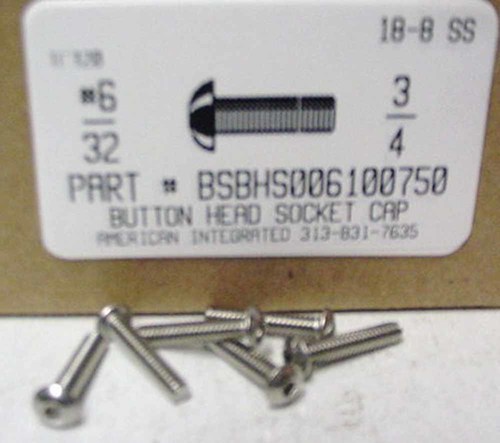 18-8 SS
#6
32
3
4
PART # BSBHS006100750
BUTTON HEAD SOCKET CAP
AMERICAN INTEGRATED 313-831-7635